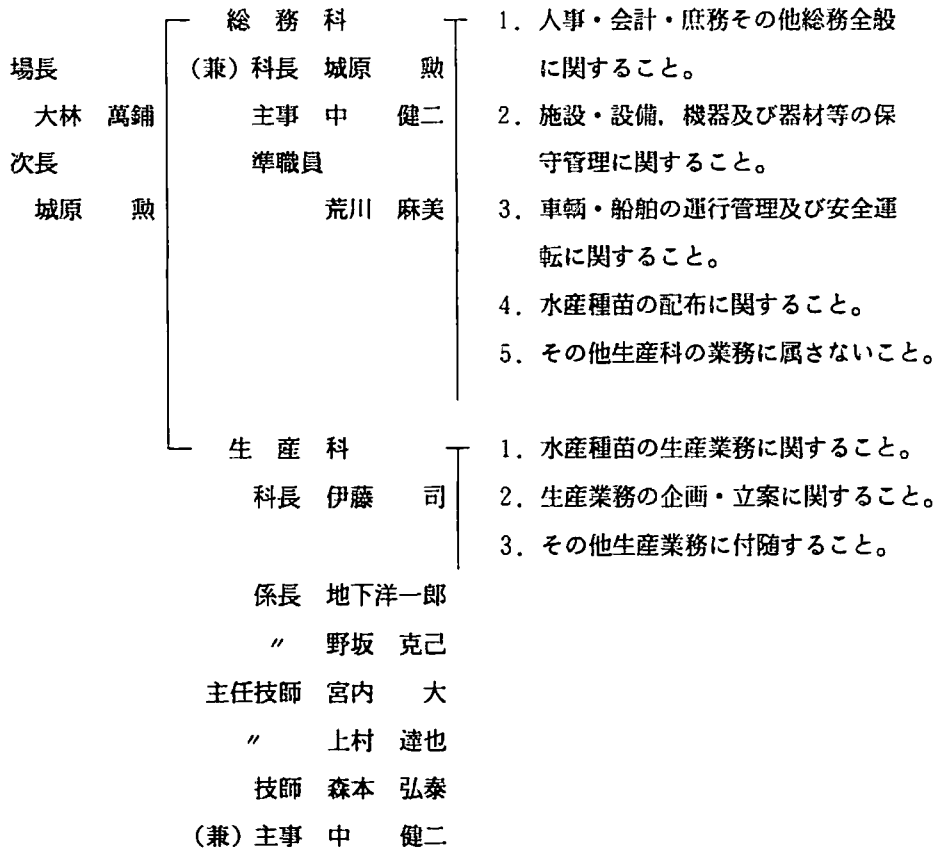 総務科 1．人事・会計・庶務その他総務全般
場長 （兼）科長 城原 勲 に関すること。
大林 萬鋪 主事 中 健二 2．施設・設備，機器及び器材等の保
次長 準職員 守管理に関すること。
城原 勲 荒川 麻美 3．車輌・船舶の運行管理及び安全運
転に関すること。
4．水産種苗の配布に関すること。
5．その他生産科の業務に属さないこと。
生産科 1．水産種苗の生産業務に関すること。
科長 伊藤 司 2．生産業務の企画・立案に関すること。
3．その他生産業務に付随すること。
係長 地下洋一郎
〃 野坂 克己
主任技師 宮内 大
〃 上村 達也
技師 森本 弘泰
（兼）主事 中 健二